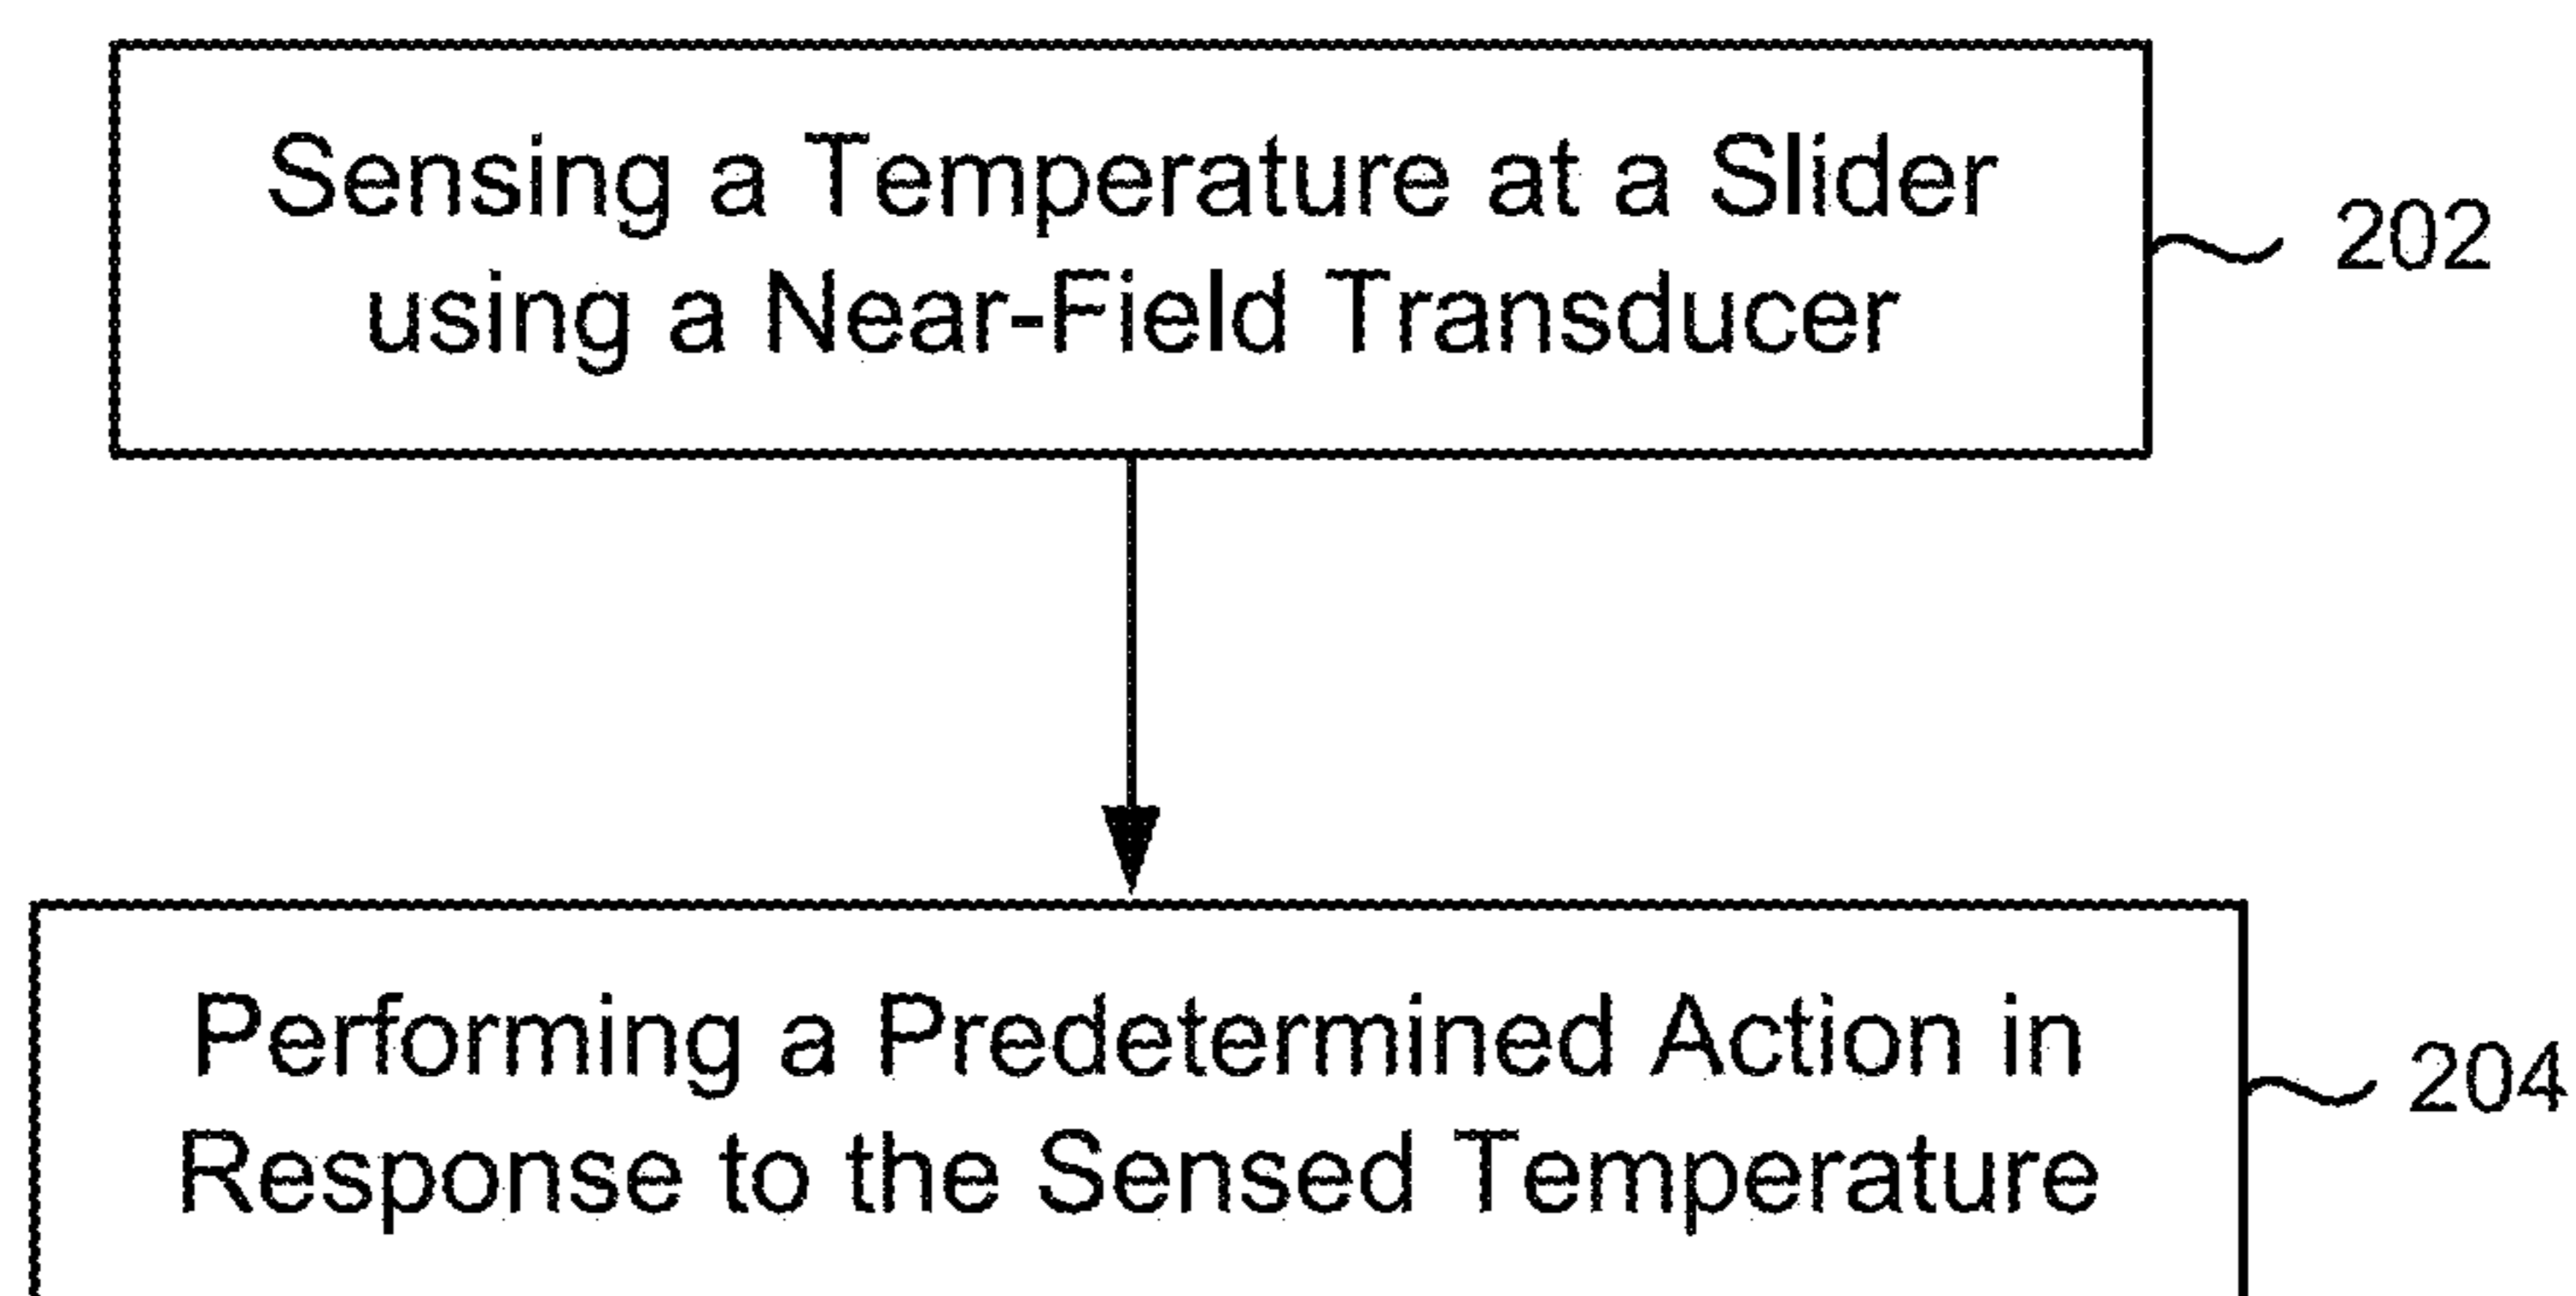 Sensing a Temperature at a Slider
using a Near-Field Transducer
202
Performing a Predetermined Action in
Response to the Sensed Temperature
204